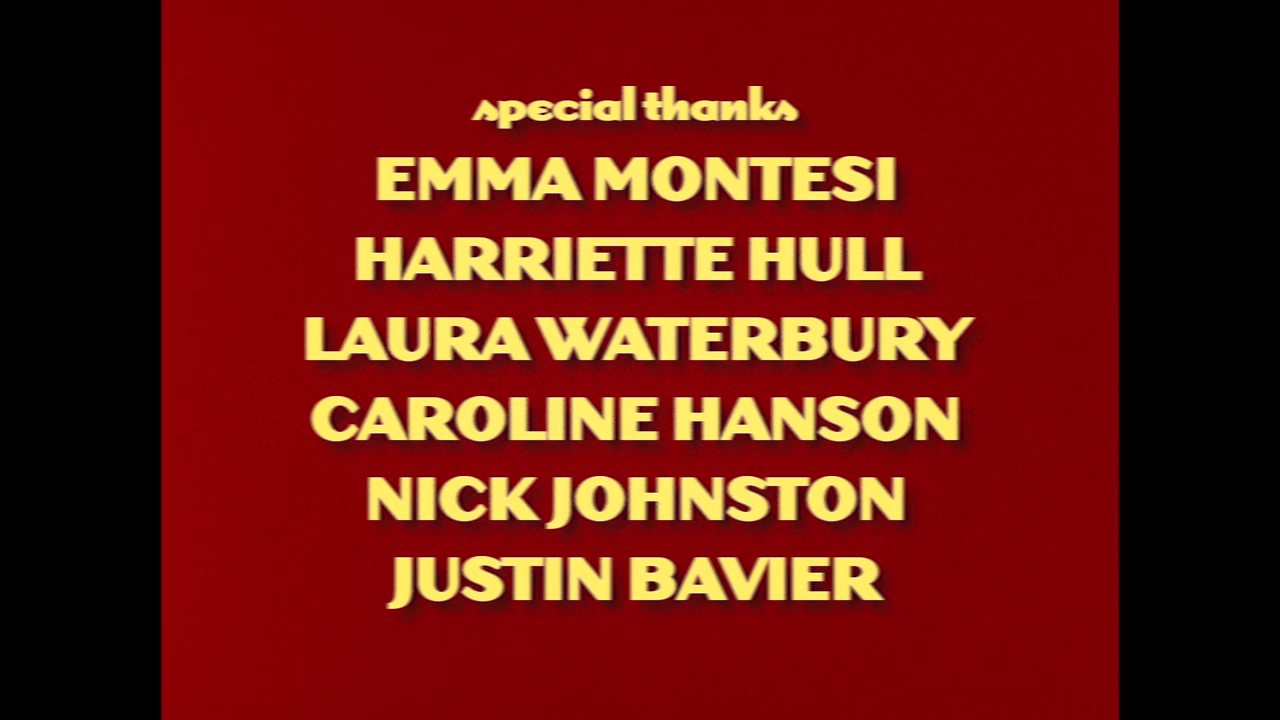 special thanks
EMMA MONTESI
HARRIETTE HULL
LAURA WATERBURY
CAROLINE HANSON
NICK JOHNSTON
JUSTIN BAVIER